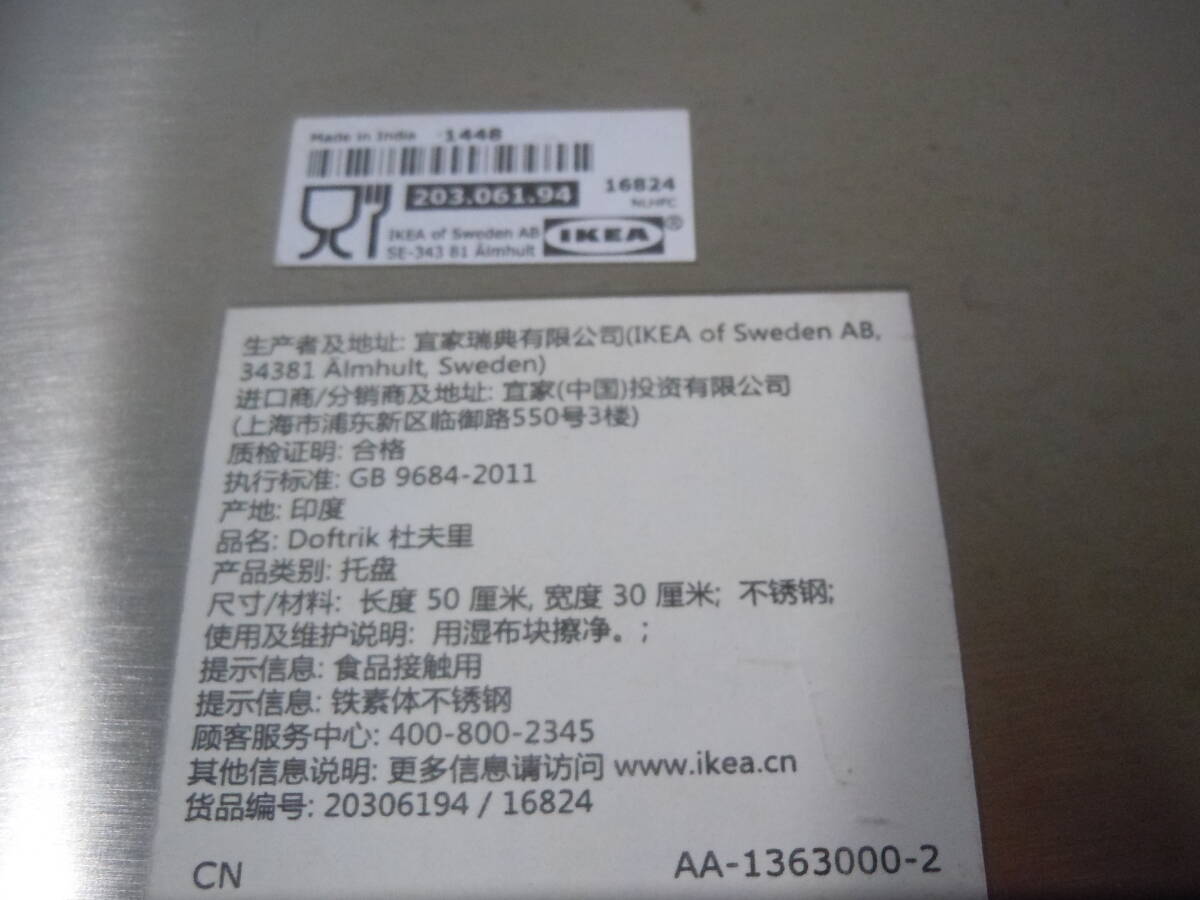 Made in India 1448
203.061.94
16824
NLHFC
IKEA of Sweden AB
SE-343 81 Älmhult
IKEA®
生产者及地址: 宜家瑞典有限公司(IKEA of Sweden AB,
34381 Älmhult, Sweden)
进口商/分销商及地址: 宜家(中国)投资有限公司
(上海市浦东新区临御路550号3楼)
质检证明: 合格
执行标准: GB 9684-2011
产地: 印度
品名: Doftrik 杜夫里
产品类别: 托盘
尺寸/材料: 长度 50 厘米, 宽度 30 厘米; 不锈钢;
使用及维护说明: 用湿布块擦净。;
提示信息: 食品接触用
提示信息: 铁素体不锈钢
顾客服务中心: 400-800-2345
其他信息说明: 更多信息请访问 www.ikea.cn
货品编号: 20306194 / 16824
CN
AA-1363000-2